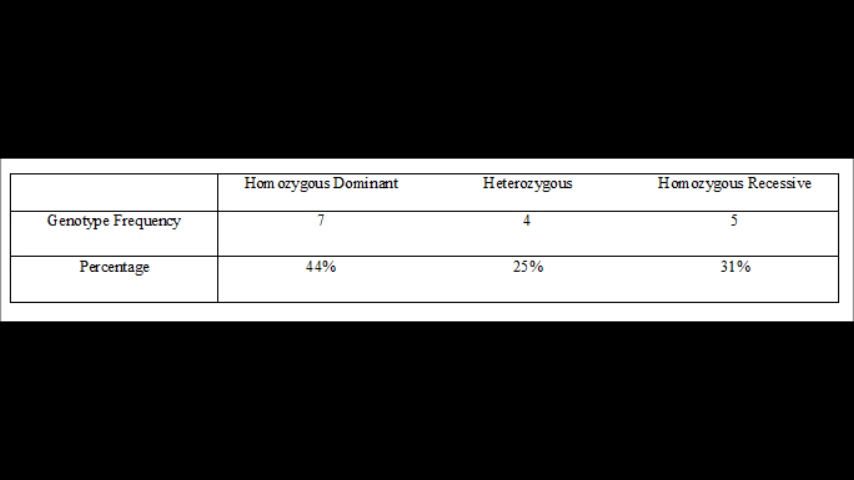 Homozygous Dominant Heterozygous Homozygous Recessive
Genotype Frequency 7 4 5
Percentage 44% 25% 31%